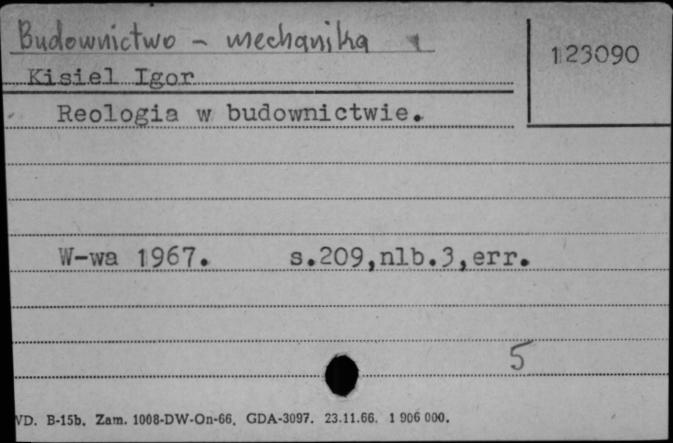 Budownictwo - mechanika
123090
Kisiel Igor
Reologia w budownictwie.
W-wa 1967. s.209,nlb.3,err.
5
VD. B-15b. Zam. 1008-DW-On-66. GDA-3097. 23.11.66. 1 906 000.